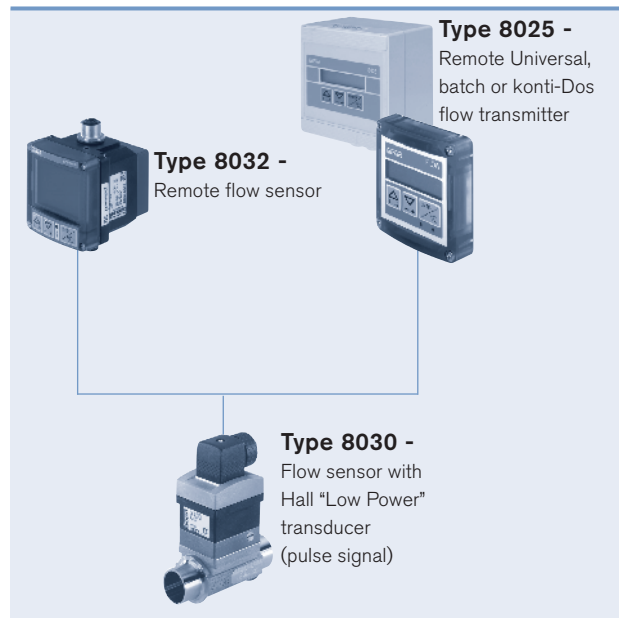 Type 8025 -
Remote Universal,
batch or konti-Dos
flow transmitter
Type 8032 -
Remote flow sensor
Type 8030 -
Flow sensor with
Hall “Low Power”
transducer
(pulse signal)